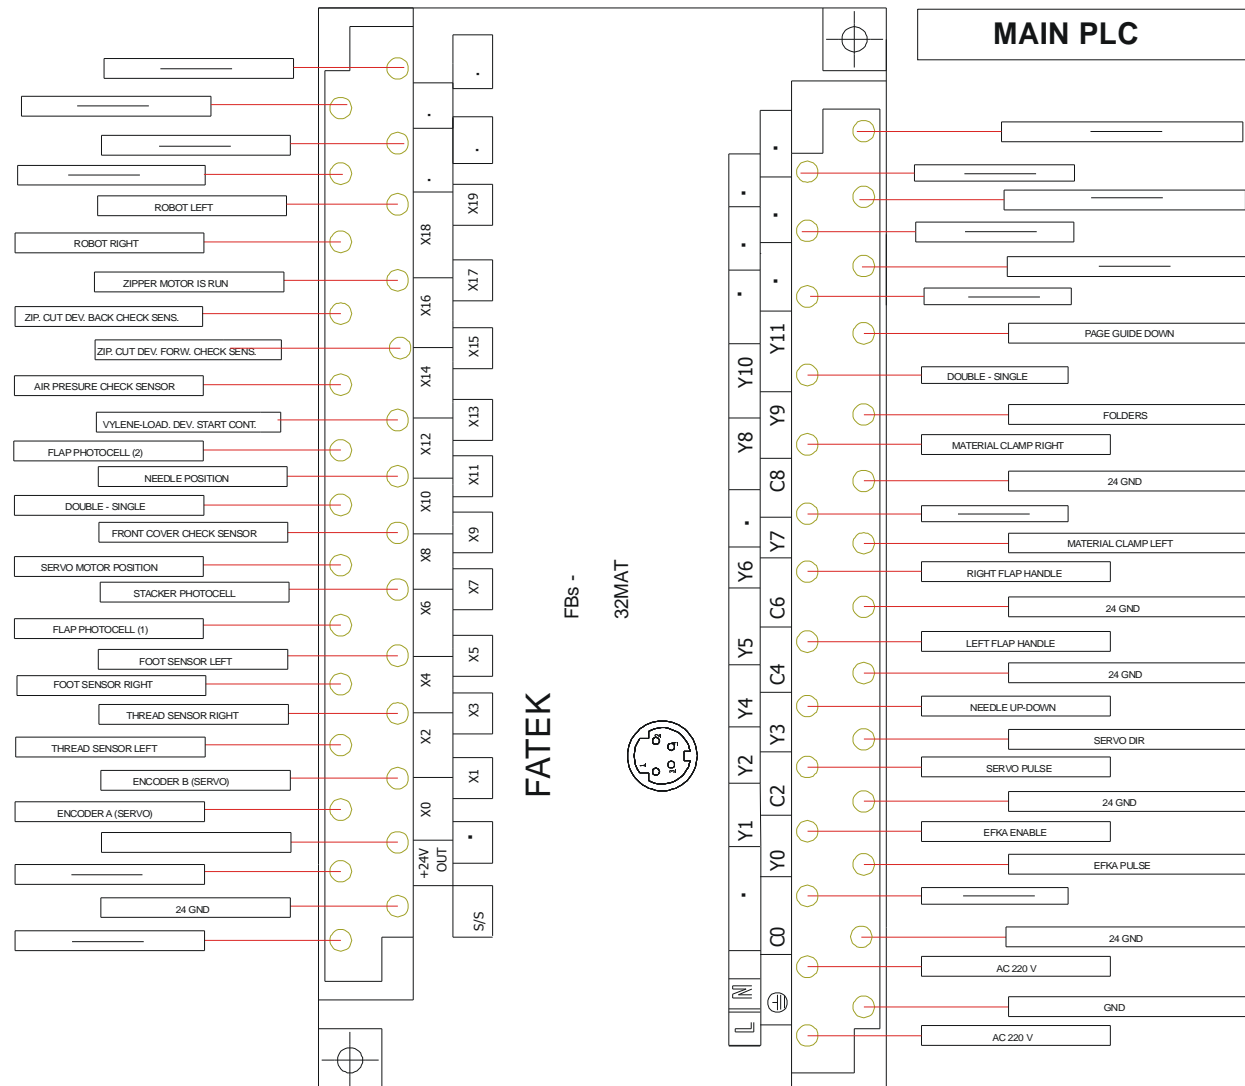 MAIN PLC
ROBOT LEFT
ROBOT RIGHT
ZIPPER MOTOR IS RUN
ZIP. CUT DEV. BACK CHECK SENS.
ZIP. CUT DEV. FORW. CHECK SENS.
AIR PRESURE CHECK SENSOR
VYLENE-LOAD. DEV. START CONT.
FLAP PHOTOCELL (2)
NEEDLE POSITION
DOUBLE - SINGLE
FRONT COVER CHECK SENSOR
SERVO MOTOR POSITION
STACKER PHOTOCELL
FLAP PHOTOCELL (1)
FOOT SENSOR LEFT
FOOT SENSOR RIGHT
THREAD SENSOR RIGHT
THREAD SENSOR LEFT
ENCODER B (SERVO)
ENCODER A (SERVO)
24 GND
X18
X16
X14
X12
X10
X8
X6
X4
X2
X0
+24V
OUT
X19
X17
X15
X13
X11
X9
X7
X5
X3
X1
S/S
FBs -
32MAT
FATEK
Y10
Y8
Y6
Y5
Y4
Y2
Y1
N
L
Y11
Y9
C8
Y7
C6
C4
Y3
C2
Y0
C0
PAGE GUIDE DOWN
DOUBLE - SINGLE
FOLDERS
MATERIAL CLAMP RIGHT
24 GND
MATERIAL CLAMP LEFT
RIGHT FLAP HANDLE
24 GND
LEFT FLAP HANDLE
24 GND
NEEDLE UP-DOWN
SERVO DIR
SERVO PULSE
24 GND
EFKA ENABLE
EFKA PULSE
24 GND
AC 220 V
GND
AC 220 V